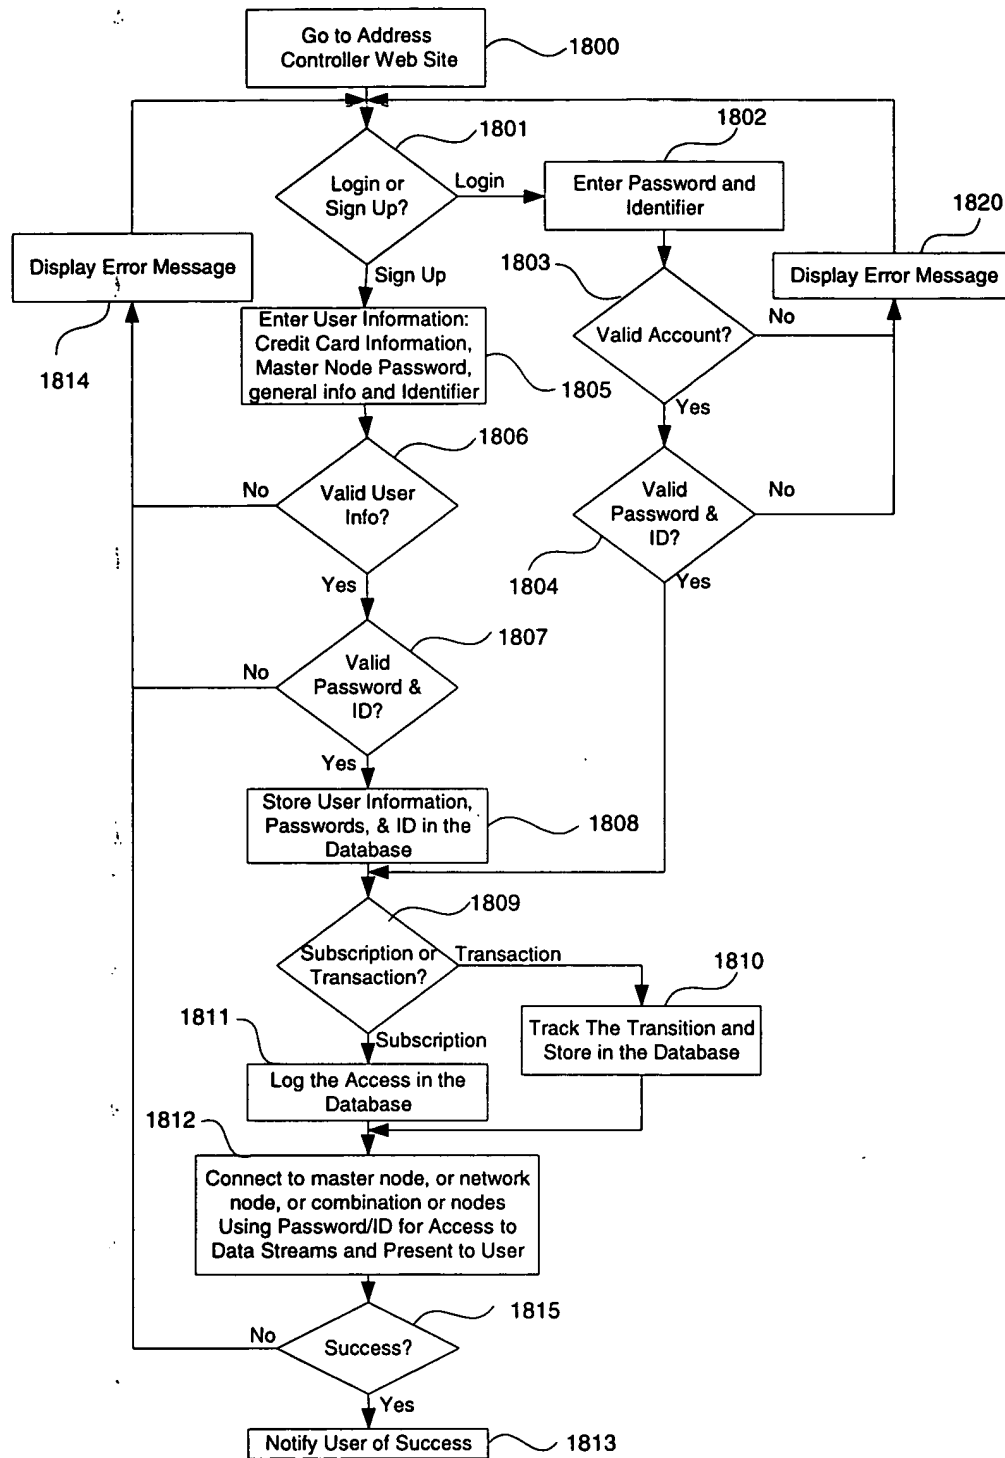 Go to Address
Controller Web Site
1800
1801
Login or
Sign Up?
Login
1802
Enter Password and
Identifier
1820
Display Error Message
1814
Sign Up
1803
Display Error Message
Enter User Information:
Credit Card Information,
Master Node Password,
general info and Identifier
1805
Valid Account?
No
Yes
1806
Valid User
Info?
No
Yes
Valid
Password &
ID?
No
1804
Yes
1807
Valid
Password &
ID?
No
Yes
Store User Information,
Passwords, & ID in the
Database
1808
1809
Subscription or
Transaction?
Transaction
1810
Track The Transition and
Store in the Database
1811
Subscription
Log the Access in the
Database
1812
Connect to master node, or network
node, or combination or nodes
Using Password/ID for Access to
Data Streams and Present to User
1815
Success?
No
Yes
Notify User of Success
1813